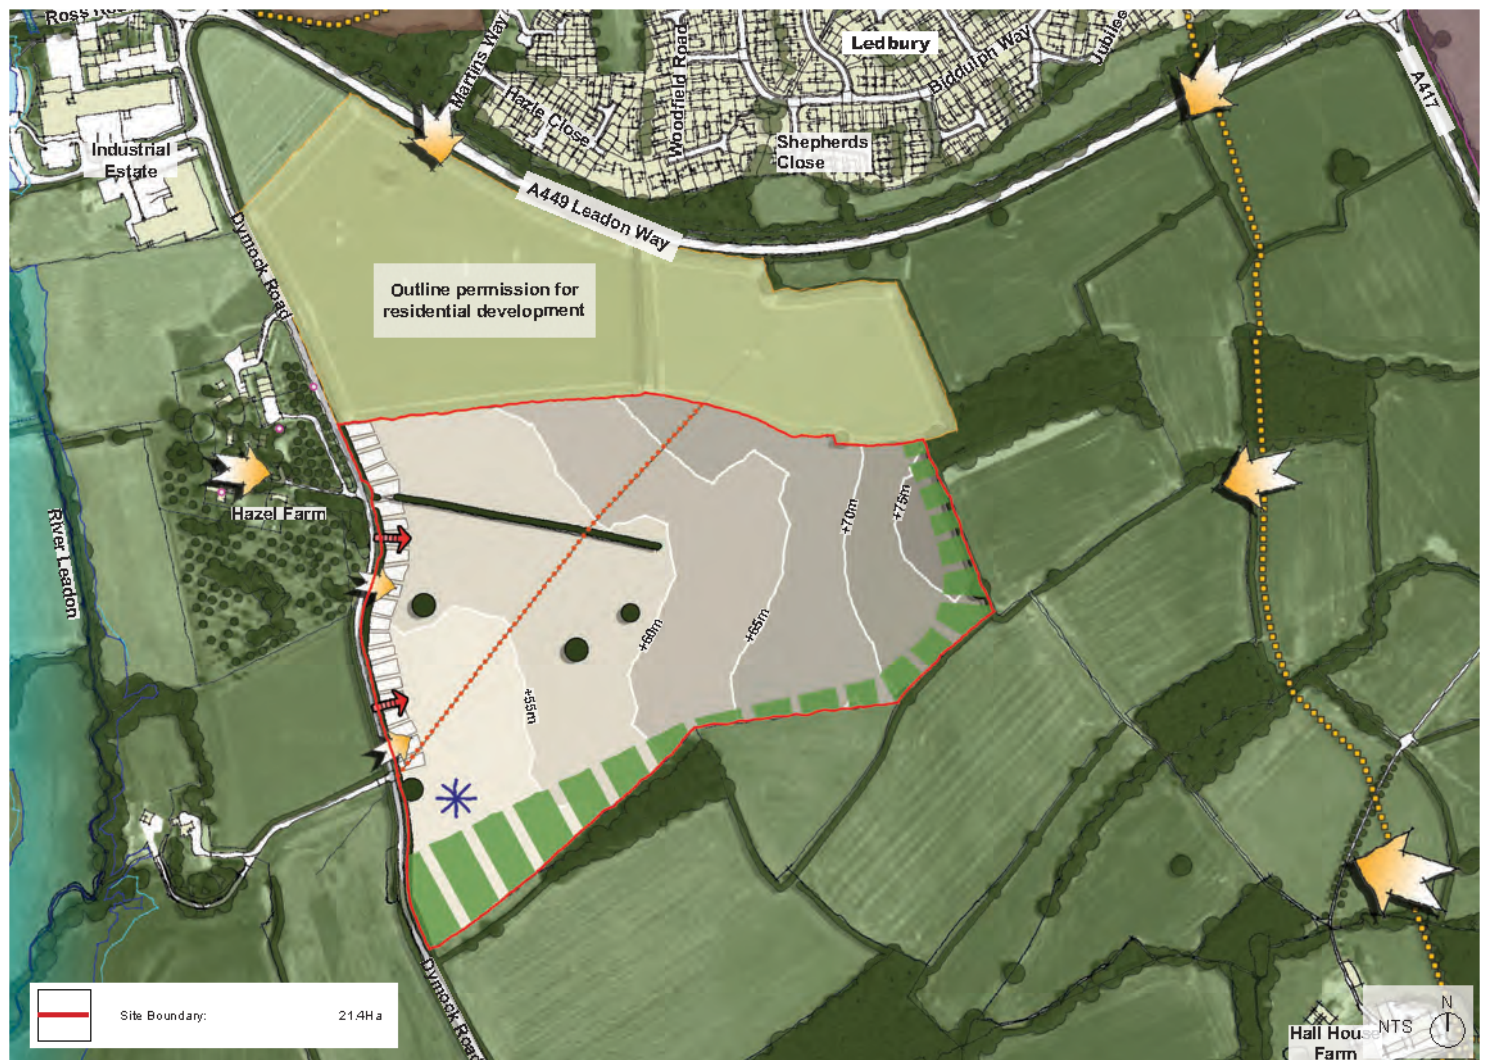 Martins Way
Ledbury
Biddulph Way
Jubilee
A417
Hazle Close
Woodfield Road
Shepherds
Close
Industrial
Estate
A449 Leadon Way
Dymock Road
Outline permission for
residential development
Hazel Farm
River Leadon
+75m
+70m
+65m
+60m
+55m
Dymock Road
Site Boundary: 21.4Ha
N
NTS
Farm